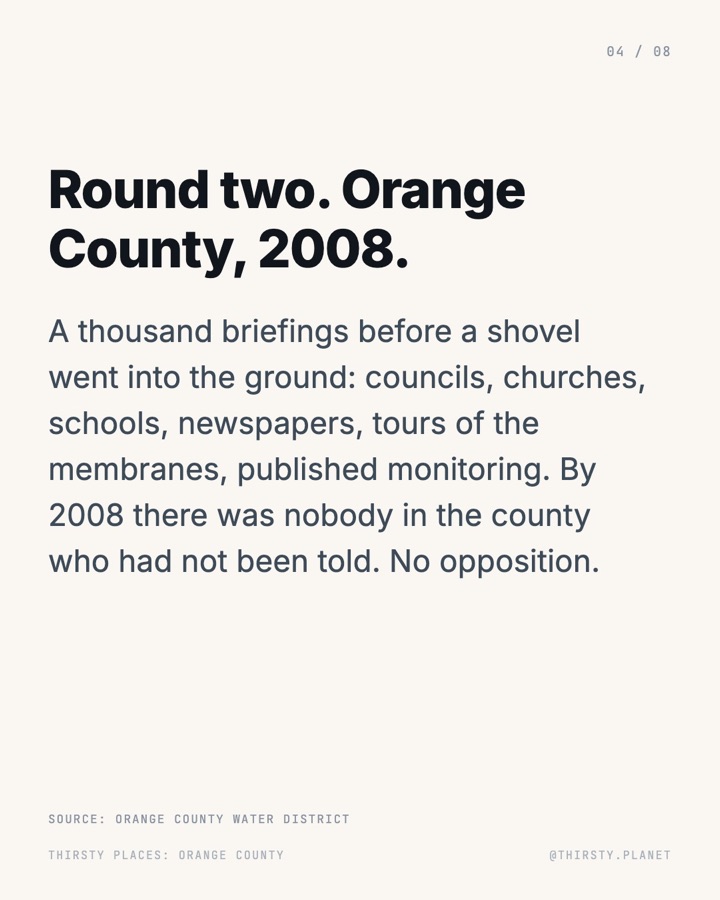 04 / 08
Round two. Orange
County, 2008.
A thousand briefings before a shovel
went into the ground: councils, churches,
schools, newspapers, tours of the
membranes, published monitoring. By
2008 there was nobody in the county
who had not been told. No opposition.
SOURCE: ORANGE COUNTY WATER DISTRICT
THIRSTY PLACES: ORANGE COUNTY
@THIRSTY.PLANET